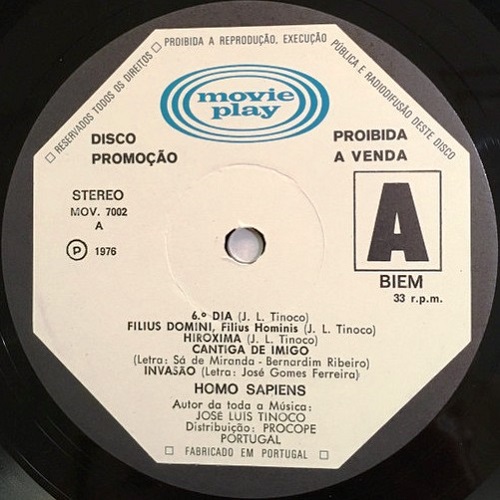 □ RESERVADOS TODOS OS DIREITOS □ PROIBIDA A REPRODUÇÃO, EXECUÇÃO PÚBLICA E RADIODIFUSÃO DESTE DISCO
movie
play
DISCO
PROMOÇÃO
PROIBIDA
A VENDA
STEREO
MOV. 7002
A
Ⓟ 1976
A
BIEM
33 r.p.m.
6.º DIA (J. L. Tinoco)
FILIUS DOMINI, Filius Hominis (J. L. Tinoco)
HIROXIMA (J. L. Tinoco)
CANTIGA DE IMIGO
(Letra: Sá de Miranda - Bernardim Ribeiro)
INVASÃO (Letra: José Gomes Ferreira)
HOMO SAPIENS
Autor da toda a Música:
JOSÉ LUIS TINOCO
Distribuição: PROCOPE
PORTUGAL
□ FABRICADO EM PORTUGAL □